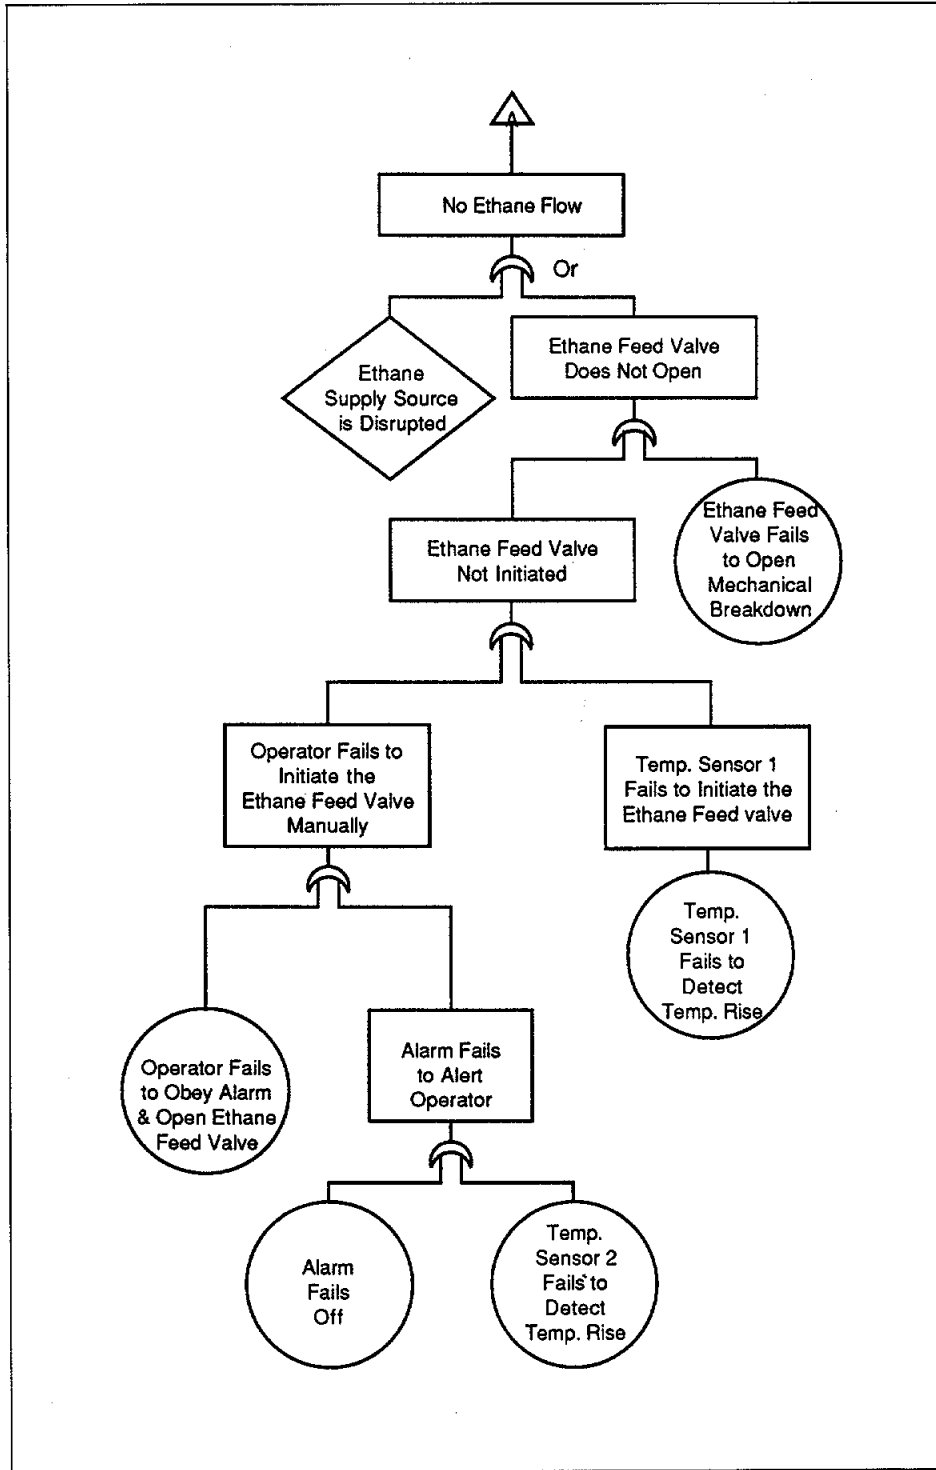 No Ethane Flow
Or
Ethane
Supply Source
is Disrupted
Ethane Feed Valve
Does Not Open
Ethane Feed Valve
Not Initiated
Ethane Feed
Valve Fails
to Open
Mechanical
Breakdown
Operator Fails to
Initiate the
Ethane Feed Valve
Manually
Temp. Sensor 1
Fails to Initiate the
Ethane Feed valve
Temp.
Sensor 1
Fails to
Detect
Temp. Rise
Operator Fails
to Obey Alarm
& Open Ethane
Feed Valve
Alarm Fails
to Alert
Operator
Alarm
Fails
Off
Temp.
Sensor 2
Fails to
Detect
Temp. Rise